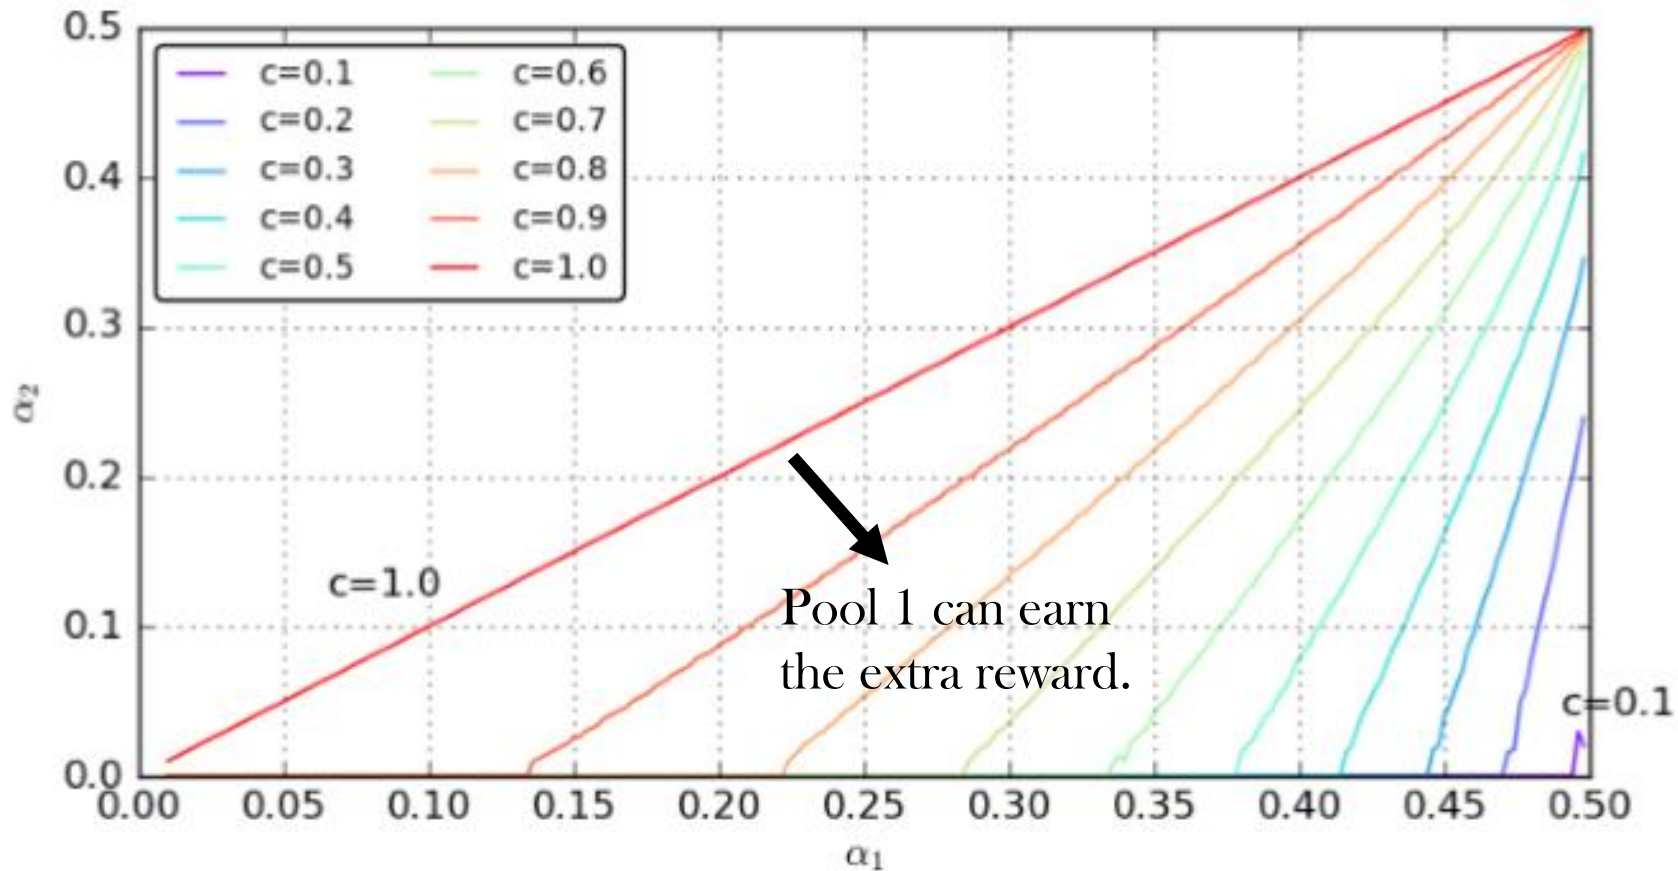 0.5
0.4
0.3
0.2
0.1
0.0
α₂
c=0.1
c=0.2
c=0.3
c=0.4
c=0.5
c=0.6
c=0.7
c=0.8
c=0.9
c=1.0
c=1.0
Pool 1 can earn
the extra reward.
c=0.1
0.00 0.05 0.10 0.15 0.20 0.25 0.30 0.35 0.40 0.45 0.50
α₁